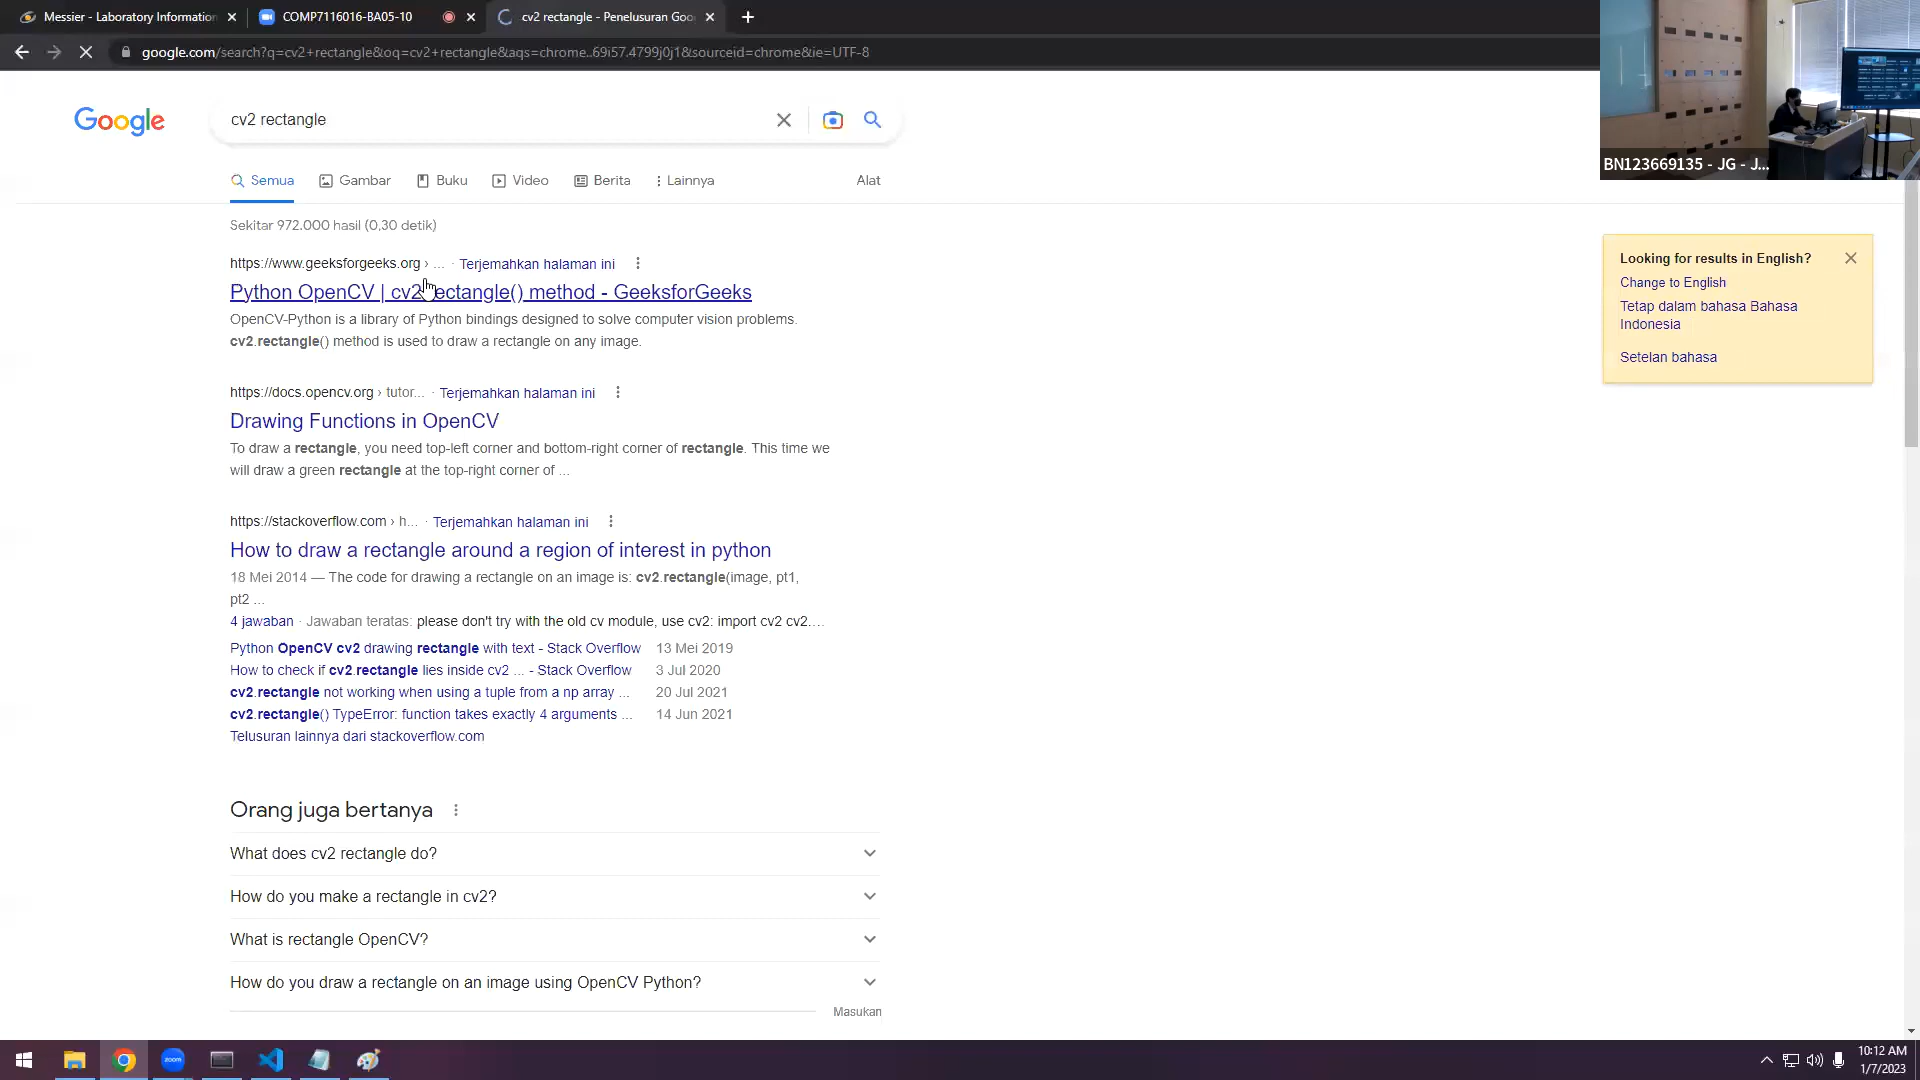 Messier - Laboratory Information
COMP7116016-BA05-10
cv2 rectangle - Penelusuran Goo
google.com/search?q=cv2+rectangle&oq=cv2+rectangle&aqs=chrome..69i57.4799j0j1&sourceid=chrome&ie=UTF-8
BN123669135 - JG - J...
Google
cv2 rectangle
Semua
Gambar
Buku
Video
Berita
Lainnya
Alat
Sekitar 972.000 hasil (0,30 detik)
https://www.geeksforgeeks.org › ... · Terjemahkan halaman ini
Python OpenCV | cv2 rectangle() method - GeeksforGeeks
OpenCV-Python is a library of Python bindings designed to solve computer vision problems.
cv2.rectangle() method is used to draw a rectangle on any image.
https://docs.opencv.org › tutor... · Terjemahkan halaman ini
Drawing Functions in OpenCV
To draw a rectangle, you need top-left corner and bottom-right corner of rectangle. This time we
will draw a green rectangle at the top-right corner of ...
https://stackoverflow.com › h... · Terjemahkan halaman ini
How to draw a rectangle around a region of interest in python
18 Mei 2014 — The code for drawing a rectangle on an image is: cv2.rectangle(image, pt1,
pt2 ...
4 jawaban · Jawaban teratas: please don't try with the old cv module, use cv2: import cv2 cv2....
Python OpenCV cv2 drawing rectangle with text - Stack Overflow 13 Mei 2019
How to check if cv2.rectangle lies inside cv2 ... - Stack Overflow 3 Jul 2020
cv2.rectangle not working when using a tuple from a np array ... 20 Jul 2021
cv2.rectangle() TypeError: function takes exactly 4 arguments ... 14 Jun 2021
Telusuran lainnya dari stackoverflow.com
Orang juga bertanya
What does cv2 rectangle do?
How do you make a rectangle in cv2?
What is rectangle OpenCV?
How do you draw a rectangle on an image using OpenCV Python?
Masukan
Looking for results in English?
Change to English
Tetap dalam bahasa Bahasa
Indonesia
Setelan bahasa
zoom
10:12 AM
1/7/2023